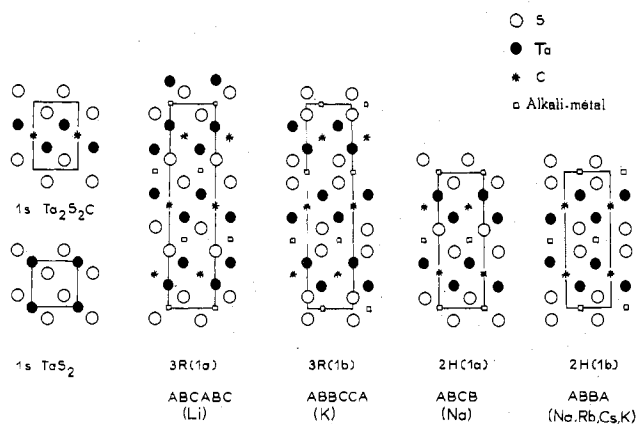 S
Ta
C
Alkali-métal
1s Ta₂S₂C
1s TaS₂
3R(1a)
ABCABC
(Li)
3R(1b)
ABBCCA
(K)
2H(1a)
ABCB
(Na)
2H(1b)
ABBA
(Na.Rb,Cs,K)